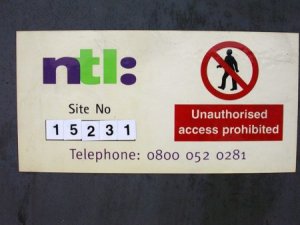 ntl:
Site No
15231
Unauthorised
access prohibited
Telephone: 0800 052 0281